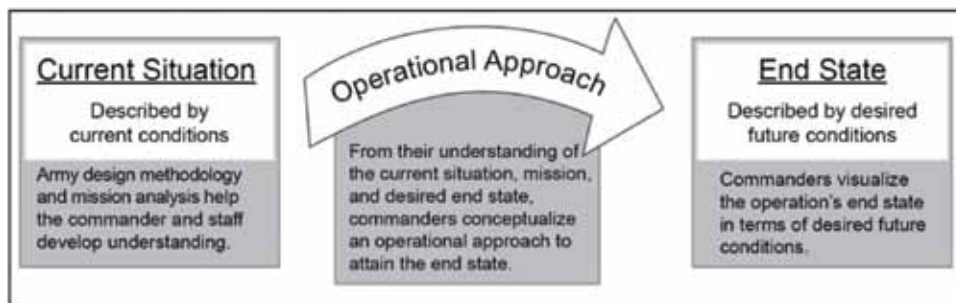 Current Situation
Described by
current conditions
Army design methodology
and mission analysis help
the commander and staff
develop understanding.
Operational Approach
From their understanding of
the current situation, mission,
and desired end state,
commanders conceptualize
an operational approach to
attain the end state.
End State
Described by desired
future conditions
Commanders visualize
the operation's end state
in terms of desired future
conditions.